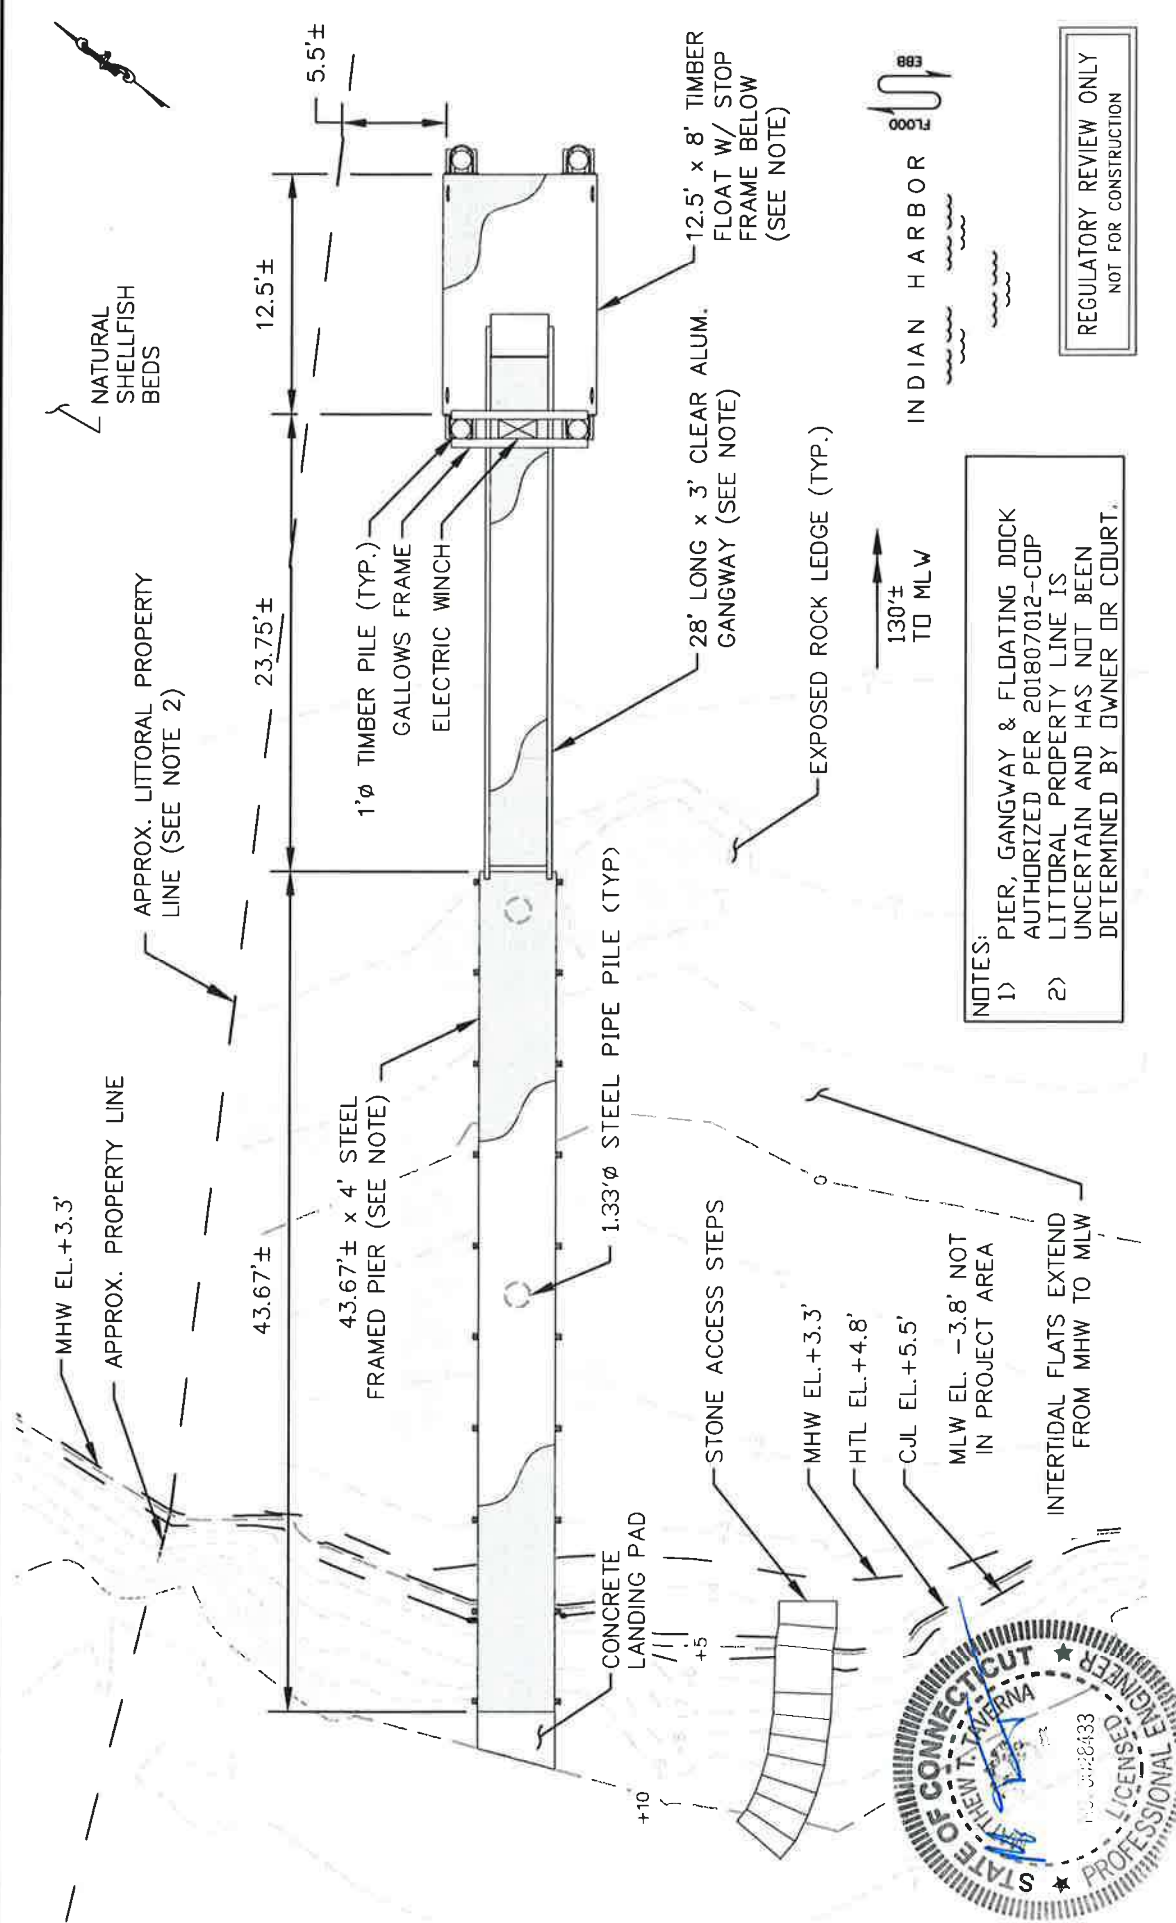 NATURAL
SHELLFISH
BEDS
5.5'±
12.5'±
23.75'±
43.67'±
APPROX. LITTORAL PROPERTY
LINE (SEE NOTE 2)
MHW EL.+3.3'
APPROX. PROPERTY LINE
1'ø TIMBER PILE (TYP.)
GALLOWS FRAME
ELECTRIC WINCH
43.67'± x 4' STEEL
FRAMED PIER (SEE NOTE)
12.5' x 8' TIMBER
FLOAT W/ STOP
FRAME BELOW
(SEE NOTE)
28' LONG x 3' CLEAR ALUM.
GANGWAY (SEE NOTE)
1.33'ø STEEL PIPE PILE (TYP)
EXPOSED ROCK LEDGE (TYP.)
CONCRETE
LANDING PAD
+5
+10
STONE ACCESS STEPS
MHW EL.+3.3'
HTL EL.+4.8'
CJL EL.+5.5'
MLW EL. -3.8' NOT
IN PROJECT AREA
INTERTIDAL FLATS EXTEND
FROM MHW TO MLW
0
130'±
TO MLW
INDIAN HARBOR
FLOOD
EBB
NOTES:
1) PIER, GANGWAY & FLOATING DOCK
AUTHORIZED PER 201807012-COP
2) LITTORAL PROPERTY LINE IS
UNCERTAIN AND HAS NOT BEEN
DETERMINED BY OWNER OR COURT.
REGULATORY REVIEW ONLY
NOT FOR CONSTRUCTION
STATE OF CONNECTICUT
MATTHEW T. TAVERNA
LICENSED
PROFESSIONAL ENGINEER